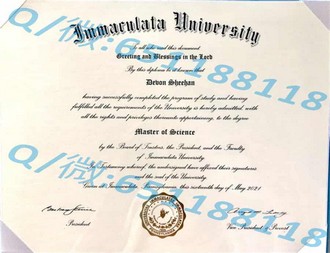 Immaculata University
To all who read this document
Greeting and Blessings in the Lord
By this diploma is it known that
Devon Sheehan
having successfully completed the program of study and having
fulfilled all the requirements of the University is hereby admitted, with
all the rights and privileges thereunto appertaining, to the degree
Master of Science
by the Board of Trustees, the President, and the Faculty
of Immaculata University.
In testimony whereof, the undersigned have affixed their signatures
and the seal of the University.
Given at Immaculata, Pennsylvania, this sixteenth day of May 2021
President
Vice President
Q/微:631188118
Q/微:631188118